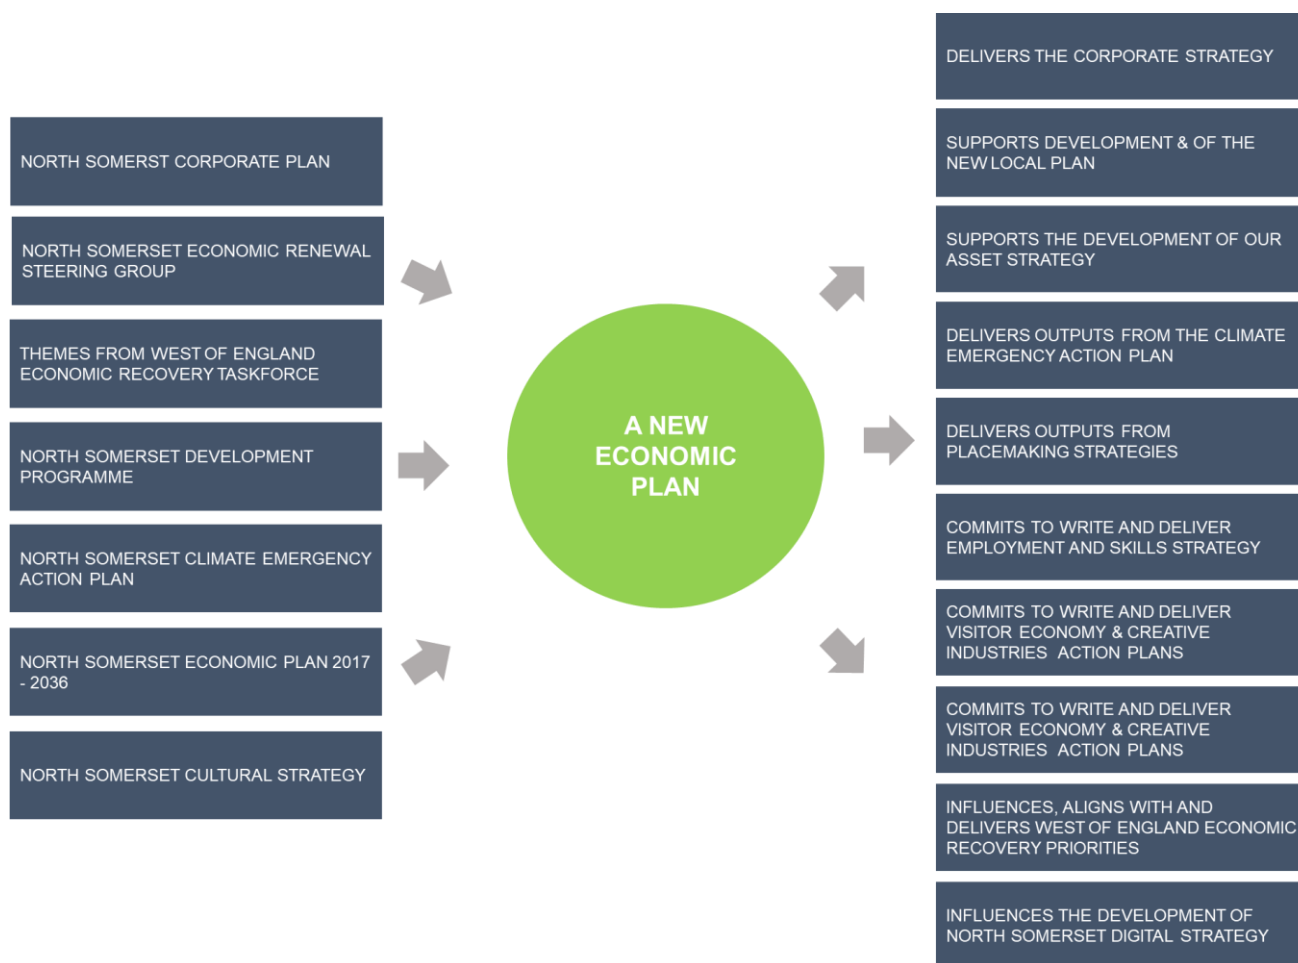 NORTH SOMERST CORPORATE PLAN
NORTH SOMERSET ECONOMIC RENEWAL
STEERING GROUP
THEMES FROM WEST OF ENGLAND
ECONOMIC RECOVERY TASKFORCE
NORTH SOMERSET DEVELOPMENT
PROGRAMME
NORTH SOMERSET CLIMATE EMERGENCY
ACTION PLAN
NORTH SOMERSET ECONOMIC PLAN 2017
- 2036
NORTH SOMERSET CULTURAL STRATEGY
A NEW
ECONOMIC
PLAN
DELIVERS THE CORPORATE STRATEGY
SUPPORTS DEVELOPMENT & OF THE
NEW LOCAL PLAN
SUPPORTS THE DEVELOPMENT OF OUR
ASSET STRATEGY
DELIVERS OUTPUTS FROM THE CLIMATE
EMERGENCY ACTION PLAN
DELIVERS OUTPUTS FROM
PLACEMAKING STRATEGIES
COMMITS TO WRITE AND DELIVER
EMPLOYMENT AND SKILLS STRATEGY
COMMITS TO WRITE AND DELIVER
VISITOR ECONOMY & CREATIVE
INDUSTRIES ACTION PLANS
COMMITS TO WRITE AND DELIVER
VISITOR ECONOMY & CREATIVE
INDUSTRIES ACTION PLANS
INFLUENCES, ALIGNS WITH AND
DELIVERS WEST OF ENGLAND ECONOMIC
RECOVERY PRIORITIES
INFLUENCES THE DEVELOPMENT OF
NORTH SOMERSET DIGITAL STRATEGY